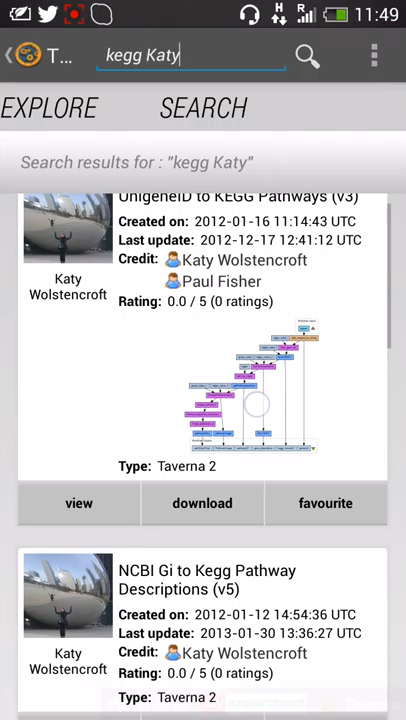 H
11:49
T...
kegg Katy
EXPLORE
SEARCH
Search results for : "kegg Katy"
UnigeneID to KEGG Pathways (v3)
Created on: 2012-01-16 11:14:43 UTC
Last update: 2012-12-17 12:41:12 UTC
Credit: Katy Wolstencroft
Paul Fisher
Katy
Wolstencroft
Rating: 0.0 / 5 (0 ratings)
Type: Taverna 2
view
download
favourite
NCBI Gi to Kegg Pathway
Descriptions (v5)
Created on: 2012-01-12 14:54:36 UTC
Last update: 2013-01-30 13:36:27 UTC
Credit: Katy Wolstencroft
Katy
Wolstencroft
Rating: 0.0 / 5 (0 ratings)
Type: Taverna 2